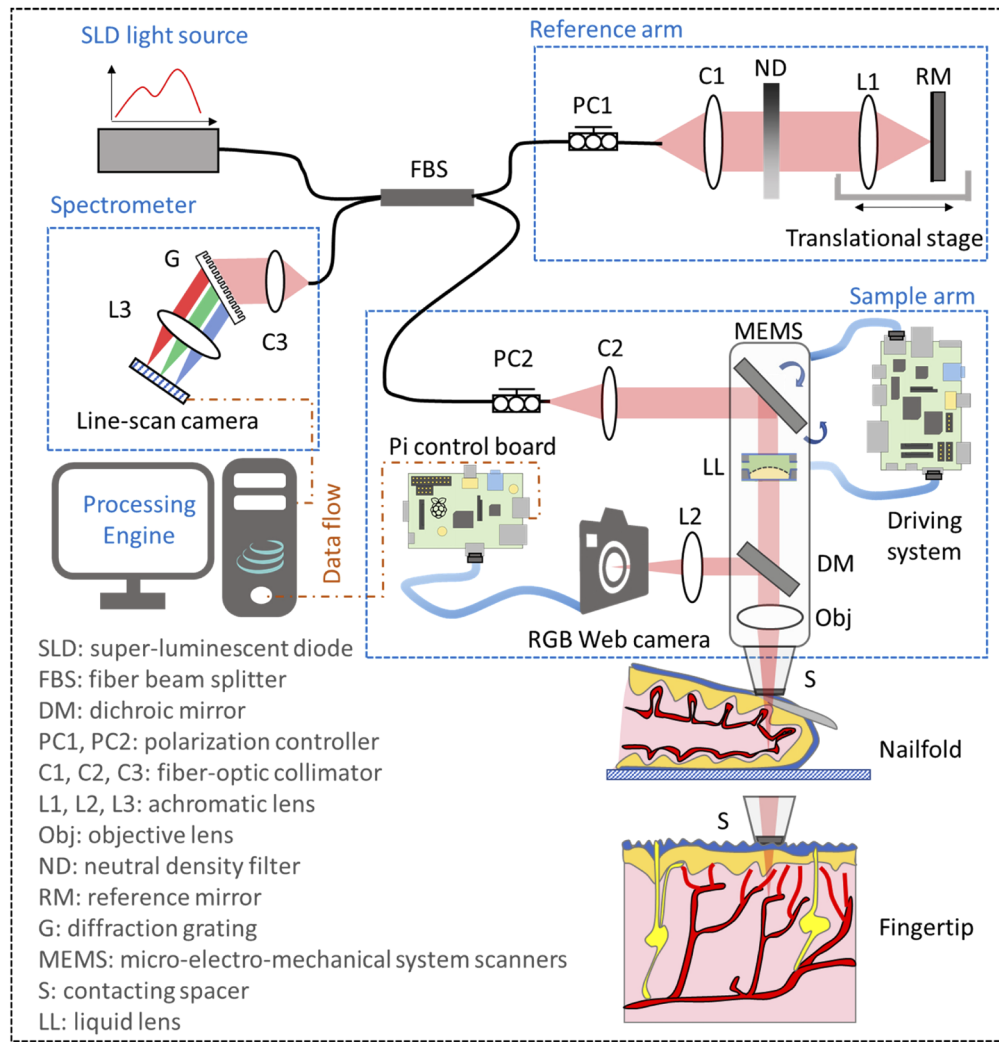 SLD light source
Reference arm
PC1
C1
ND
L1
RM
FBS
Translational stage
Spectrometer
G
L3
C3
Line-scan camera
Sample arm
MEMS
PC2
C2
LL
Pi control board
L2
DM
Driving
system
Obj
RGB Web camera
Processing
Engine
Data flow
S
Nailfold
S
Fingertip
SLD: super-luminescent diode
FBS: fiber beam splitter
DM: dichroic mirror
PC1, PC2: polarization controller
C1, C2, C3: fiber-optic collimator
L1, L2, L3: achromatic lens
Obj: objective lens
ND: neutral density filter
RM: reference mirror
G: diffraction grating
MEMS: micro-electro-mechanical system scanners
S: contacting spacer
LL: liquid lens